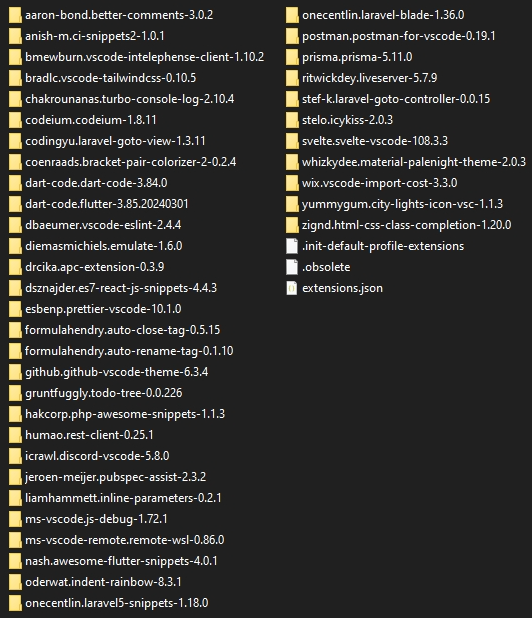 aaron-bond.better-comments-3.0.2
anish-m.ci-snippets2-1.0.1
bmewburn.vscode-intelephense-client-1.10.2
bradlc.vscode-tailwindcss-0.10.5
chakrounanas.turbo-console-log-2.10.4
codeium.codeium-1.8.11
codingyu.laravel-goto-view-1.3.11
coenraads.bracket-pair-colorizer-2-0.2.4
dart-code.dart-code-3.84.0
dart-code.flutter-3.85.20240301
dbaeumer.vscode-eslint-2.4.4
diemasmichiels.emulate-1.6.0
drcika.apc-extension-0.3.9
dsznajder.es7-react-js-snippets-4.4.3
esbenp.prettier-vscode-10.1.0
formulahendry.auto-close-tag-0.5.15
formulahendry.auto-rename-tag-0.1.10
github.github-vscode-theme-6.3.4
gruntfuggly.todo-tree-0.0.226
hakcorp.php-awesome-snippets-1.1.3
humao.rest-client-0.25.1
icrawl.discord-vscode-5.8.0
jeroen-meijer.pubspec-assist-2.3.2
liamhammett.inline-parameters-0.2.1
ms-vscode.js-debug-1.72.1
ms-vscode-remote.remote-wsl-0.86.0
nash.awesome-flutter-snippets-4.0.1
oderwat.indent-rainbow-8.3.1
onecentlin.laravel5-snippets-1.18.0
onecentlin.laravel-blade-1.36.0
postman.postman-for-vscode-0.19.1
prisma.prisma-5.11.0
ritwickdey.liveserver-5.7.9
stef-k.laravel-goto-controller-0.0.15
stelo.icykiss-2.0.3
svelte.svelte-vscode-108.3.3
whizkydee.material-palenight-theme-2.0.3
wix.vscode-import-cost-3.3.0
yummygum.city-lights-icon-vsc-1.1.3
zignd.html-css-class-completion-1.20.0
.init-default-profile-extensions
.obsolete
extensions.json